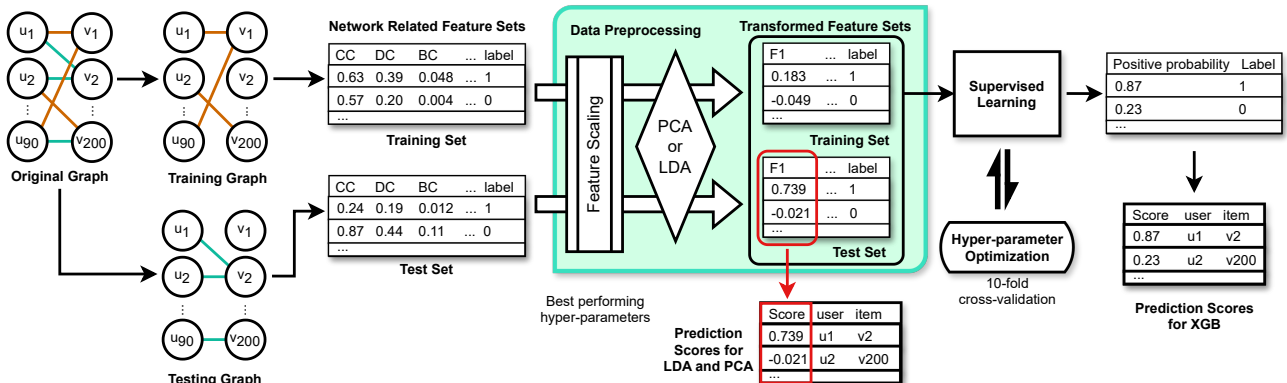 u1 v1
u2 v2
u90 v200
Original Graph
u1 v1
u2 v2
u90 v200
Training Graph
u1 v1
u2 v2
u90 v200
Testing Graph
Network Related Feature Sets
CC DC BC ... label
0.63 0.39 0.048 ... 1
0.57 0.20 0.004 ... 0
...
Training Set
CC DC BC ... label
0.24 0.19 0.012 ... 1
0.87 0.44 0.11 ... 0
...
Test Set
Data Preprocessing
Feature Scaling
PCA
or
LDA
Transformed Feature Sets
F1 ... label
0.183 ... 1
-0.049 ... 0
...
Training Set
F1 ... label
0.739 ... 1
-0.021 ... 0
...
Test Set
Best performing
hyper-parameters
Prediction
Scores for
LDA and PCA
Score user item
0.739 u1 v2
-0.021 u2 v200
...
Supervised
Learning
Hyper-parameter
Optimization
10-fold
cross-validation
Positive probability Label
0.87 1
0.23 0
...
Score user item
0.87 u1 v2
0.23 u2 v200
...
Prediction Scores
for XGB